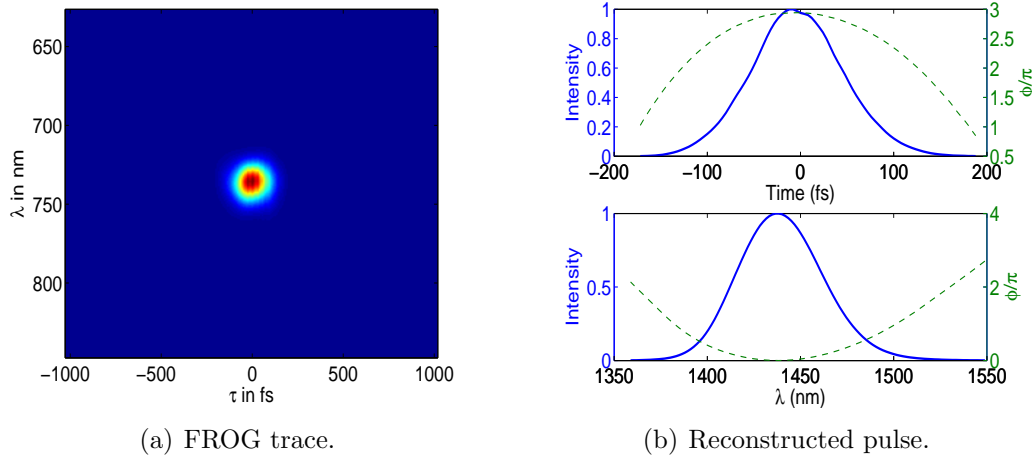 650
700
750
800
λ in nm
−1000 −500 0 500 1000
τ in fs
(a) FROG trace.
1
0.8
0.6
0.4
0.2
0
Intensity
3
2.5
2
1.5
1
0.5
ϕ/π
−200 −100 0 100 200
Time (fs)
1
0.5
0
Intensity
4
2
0
ϕ/π
1350 1400 1450 1500 1550
λ (nm)
(b) Reconstructed pulse.